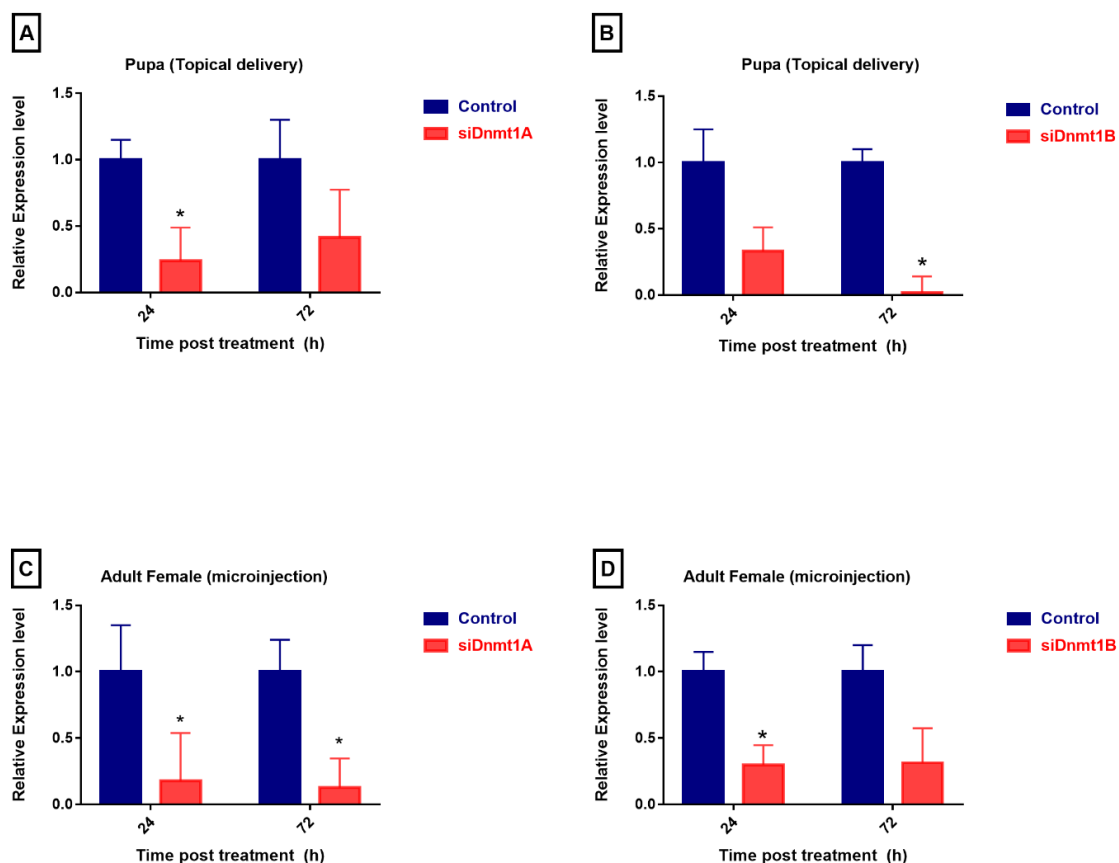 A
Pupa (Topical delivery)
Relative Expression level
1.5
1.0
0.5
0.0
24
72
Time post treatment (h)
Control
siDnmt1A
*
B
Pupa (Topical delivery)
Relative Expression level
1.5
1.0
0.5
0.0
24
72
Time post treatment (h)
Control
siDnmt1B
*
C
Adult Female (microinjection)
Relative Expression level
1.5
1.0
0.5
0.0
24
72
Time post treatment (h)
Control
siDnmt1A
*
*
D
Adult Female (microinjection)
Relative Expression level
1.5
1.0
0.5
0.0
24
72
Time post treatment (h)
Control
siDnmt1B
*